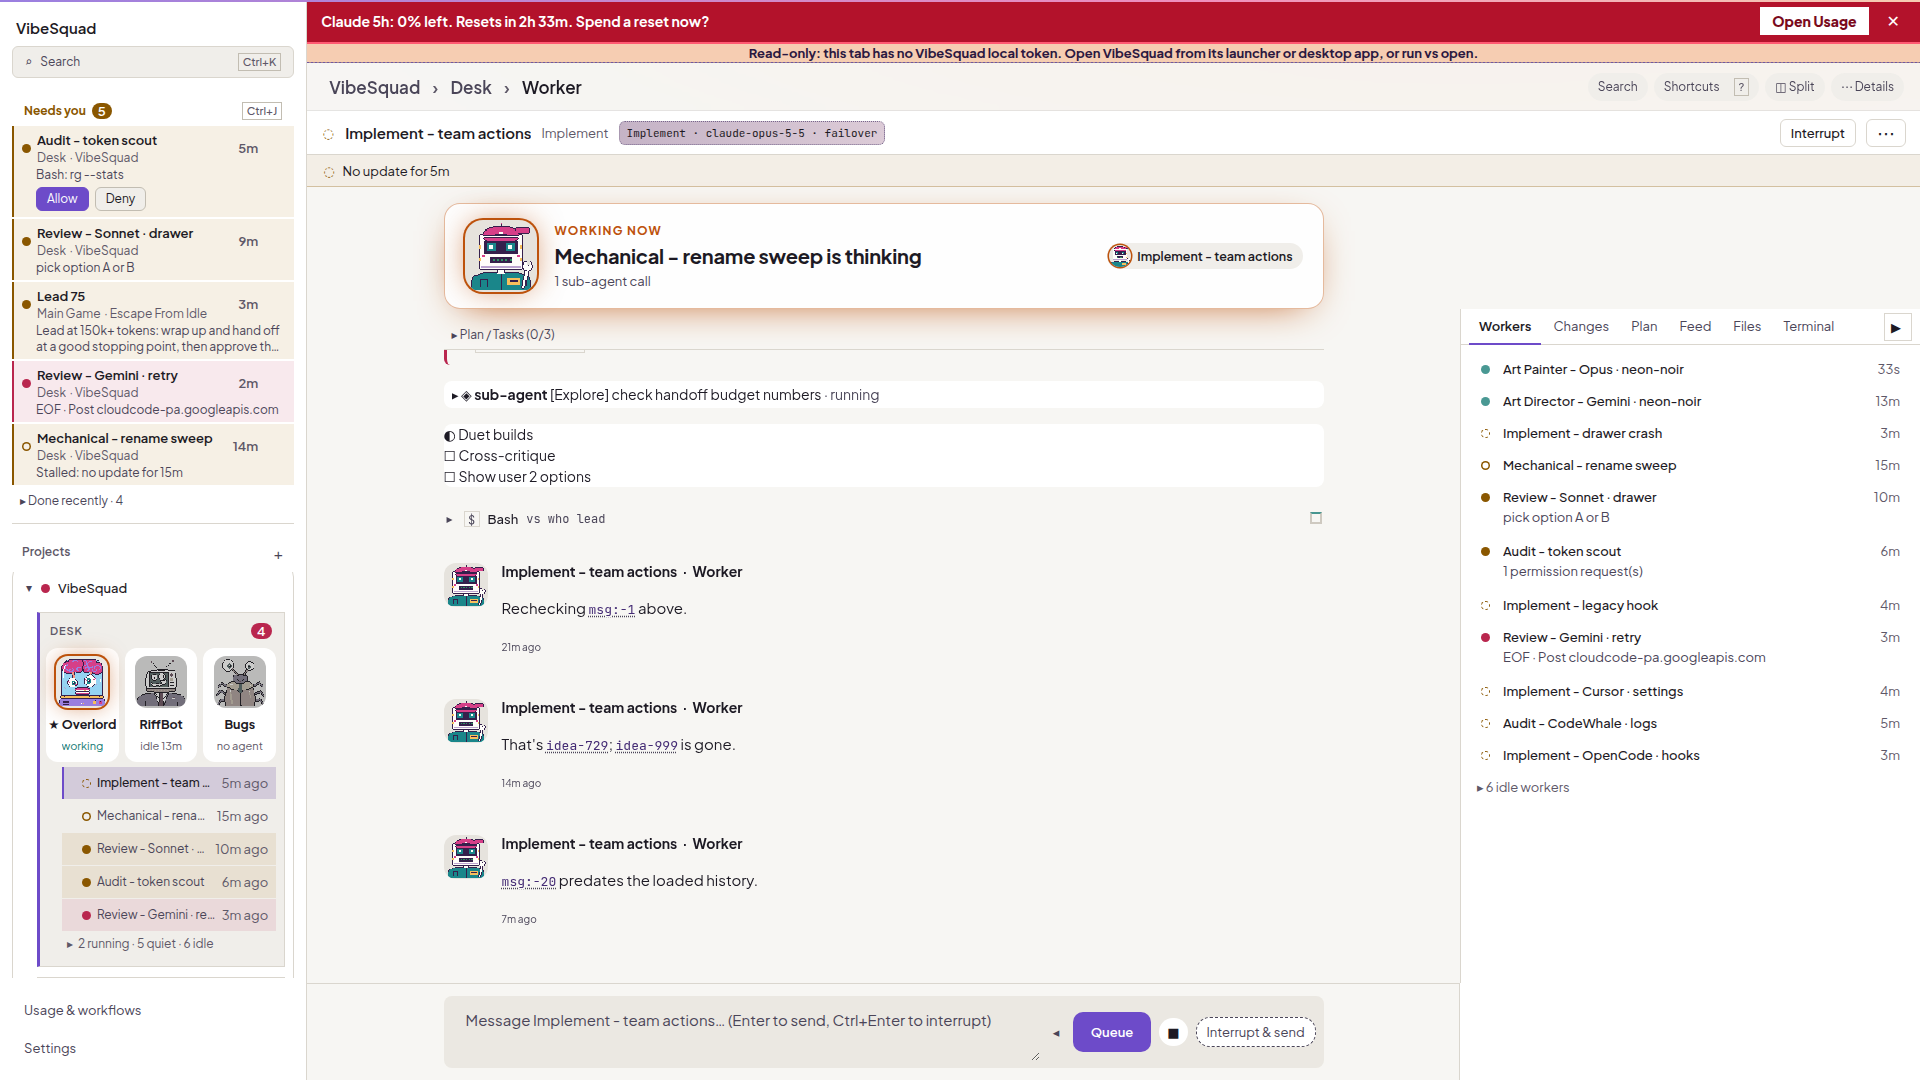 VibeSquad
Search Ctrl+K
Needs you 5 Ctrl+J
Audit - token scout 5m
Desk · VibeSquad
Bash: rg --stats
Allow Deny
Review - Sonnet · drawer 9m
Desk · VibeSquad
pick option A or B
Lead 75 3m
Main Game · Escape From Idle
Lead at 150k+ tokens: wrap up and hand off
at a good stopping point, then approve th...
Review - Gemini · retry 2m
Desk · VibeSquad
EOF · Post cloudcode-pa.googleapis.com
Mechanical - rename sweep 14m
Desk · VibeSquad
Stalled: no update for 15m
▸ Done recently · 4
Projects +
▾ VibeSquad
DESK 4
★ Overlord RiffBot Bugs
working idle 13m no agent
Implement - team ... 5m ago
Mechanical - rena... 15m ago
Review - Sonnet · ... 10m ago
Audit - token scout 6m ago
Review - Gemini · re... 3m ago
▸ 2 running · 5 quiet · 6 idle
Usage & workflows
Settings
Claude 5h: 0% left. Resets in 2h 33m. Spend a reset now? Open Usage ✕
Read-only: this tab has no VibeSquad local token. Open VibeSquad from its launcher or desktop app, or run vs open.
VibeSquad › Desk › Worker Search Shortcuts ? Split ··· Details
Implement - team actions Implement Implement · claude-opus-5-5 · failover Interrupt ···
No update for 5m
WORKING NOW
Mechanical - rename sweep is thinking
1 sub-agent call
Implement - team actions
▸ Plan / Tasks (0/3)
▸ ◈ sub-agent [Explore] check handoff budget numbers · running
◐ Duet builds
☐ Cross-critique
☐ Show user 2 options
▸ $ Bash vs who lead
Implement - team actions · Worker
Rechecking msg:-1 above.
21m ago
Implement - team actions · Worker
That's idea-729; idea-999 is gone.
14m ago
Implement - team actions · Worker
msg:-20 predates the loaded history.
7m ago
Message Implement - team actions... (Enter to send, Ctrl+Enter to interrupt)
◂ Queue ■ Interrupt & send
Workers Changes Plan Feed Files Terminal ▶
Art Painter - Opus · neon-noir 33s
Art Director - Gemini · neon-noir 13m
Implement - drawer crash 3m
Mechanical - rename sweep 15m
Review - Sonnet · drawer 10m
pick option A or B
Audit - token scout 6m
1 permission request(s)
Implement - legacy hook 4m
Review - Gemini · retry 3m
EOF · Post cloudcode-pa.googleapis.com
Implement - Cursor · settings 4m
Audit - CodeWhale · logs 5m
Implement - OpenCode · hooks 3m
▸ 6 idle workers